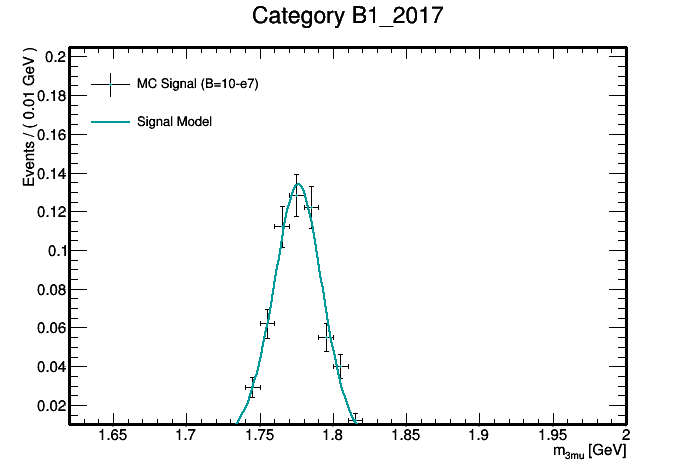 Category B1_2017
Events / ( 0.01 GeV )
0.2
0.18
0.16
0.14
0.12
0.1
0.08
0.06
0.04
0.02
MC Signal (B=10-e7)
Signal Model
1.65 1.7 1.75 1.8 1.85 1.9 1.95 2
m3mu [GeV]